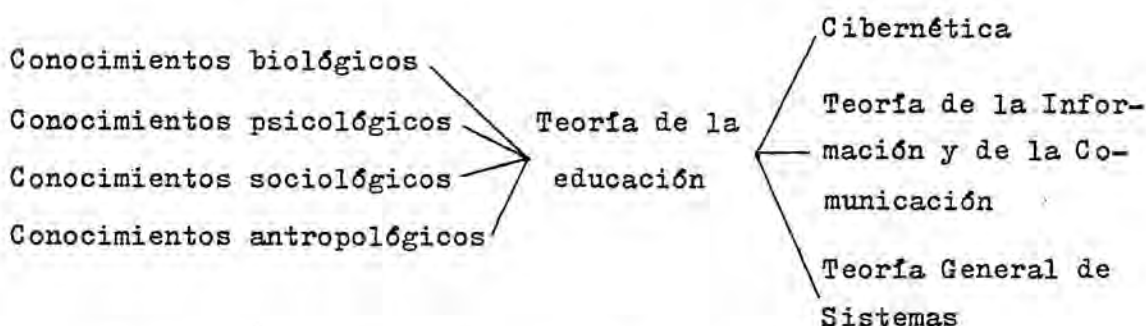 Conocimientos biológicos
Conocimientos psicológicos
Conocimientos sociológicos
Conocimientos antropológicos
Teoría de la
educación
Cibernética
Teoría de la Infor-
mación y de la Co-
municación
Teoría General de
Sistemas